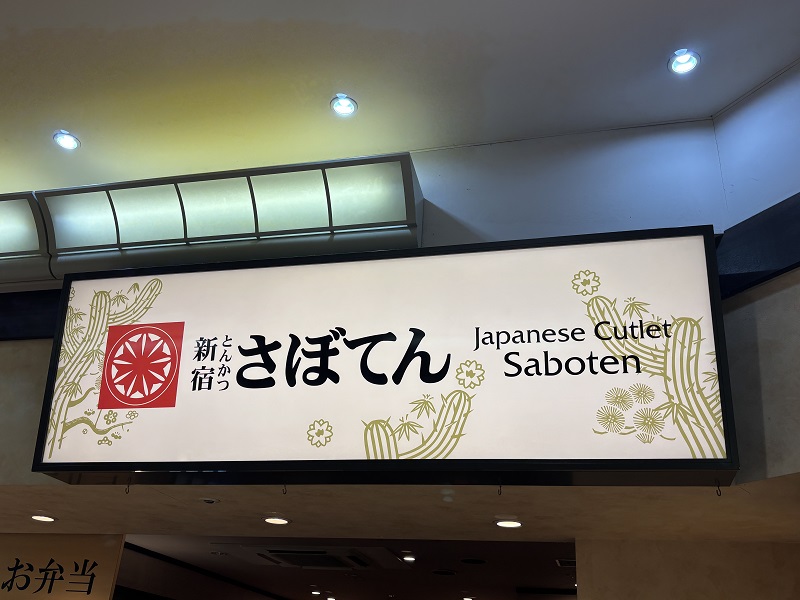 新宿
とんかつ
さぼてん
Japanese Cutlet
Saboten
お弁当